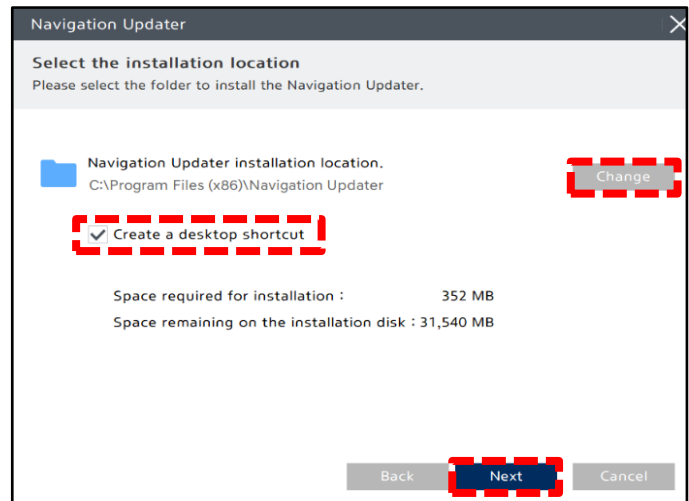 Navigation Updater
Select the installation location
Please select the folder to install the Navigation Updater.
Navigation Updater installation location.
C:\Program Files (x86)\Navigation Updater
Change
Create a desktop shortcut
Space required for installation : 352 MB
Space remaining on the installation disk : 31,540 MB
Back Next Cancel